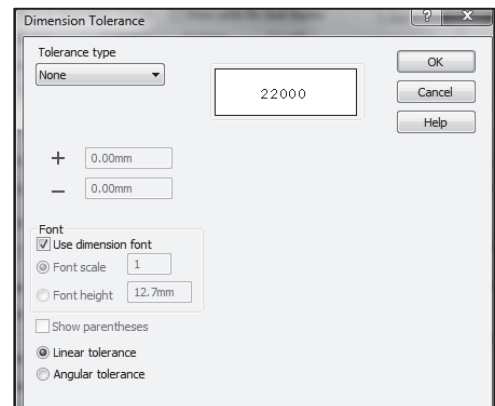 Dimension Tolerance
?
X
Tolerance type
None
22000
OK
Cancel
Help
+ 0.00mm
− 0.00mm
Font
Use dimension font
Font scale 1
Font height 12.7mm
Show parentheses
Linear tolerance
Angular tolerance